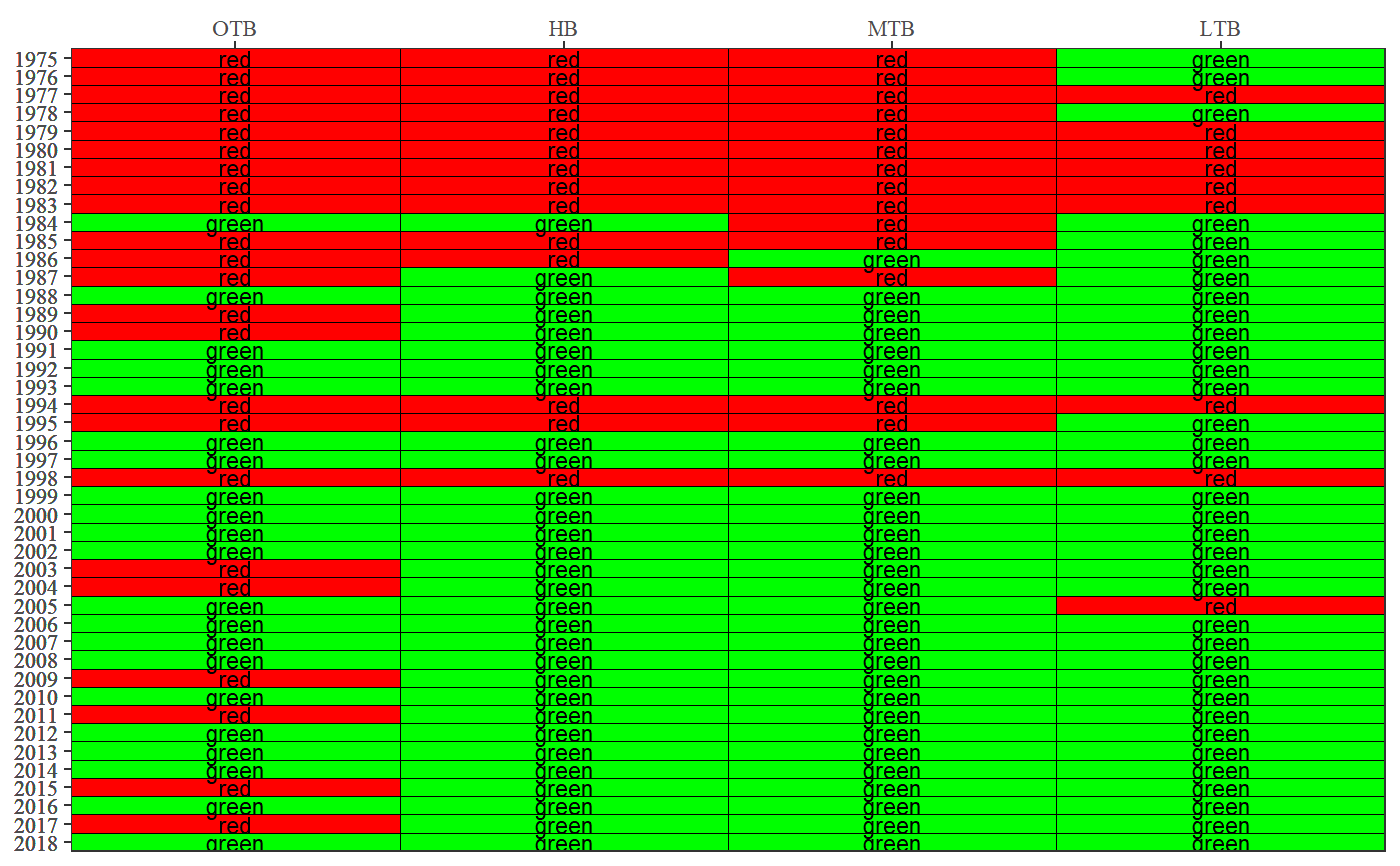 OTB HB MTB LTB
1975 red red red green
1976 red red red green
1977 red red red red
1978 red red red green
1979 red red red red
1980 red red red red
1981 red red red red
1982 red red red red
1983 red red red red
1984 green green red green
1985 red red red green
1986 red red green green
1987 red green red green
1988 green green green green
1989 red green green green
1990 red green green green
1991 green green green green
1992 green green green green
1993 green green green green
1994 red red red red
1995 red red red green
1996 green green green green
1997 green green green green
1998 red red red red
1999 green green green green
2000 green green green green
2001 green green green green
2002 green green green green
2003 red green green green
2004 red green green green
2005 green green green red
2006 green green green green
2007 green green green green
2008 green green green green
2009 red green green green
2010 green green green green
2011 red green green green
2012 green green green green
2013 green green green green
2014 green green green green
2015 red green green green
2016 green green green green
2017 red green green green
2018 green green green green